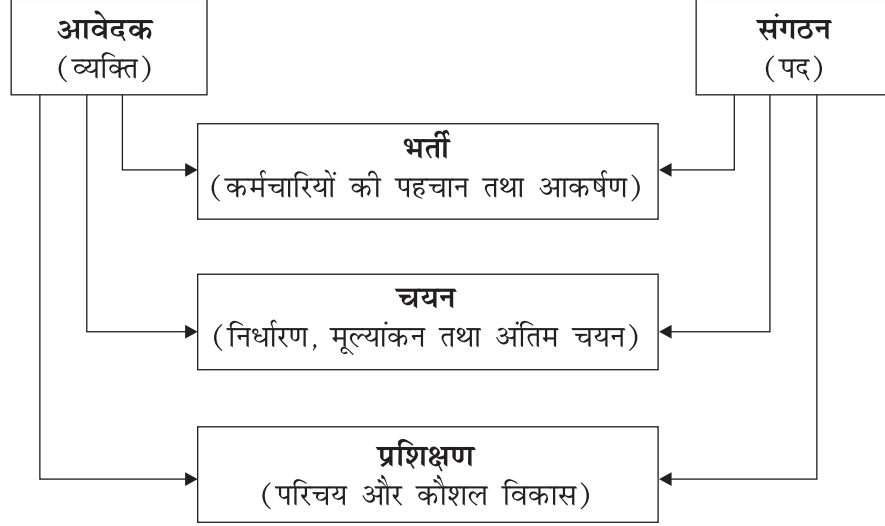 आवेदक
(व्यक्ति)
संगठन
(पद)
भर्ती
(कर्मचारियों की पहचान तथा आकर्षण)
चयन
(निर्धारण, मूल्यांकन तथा अंतिम चयन)
प्रशिक्षण
(परिचय और कौशल विकास)